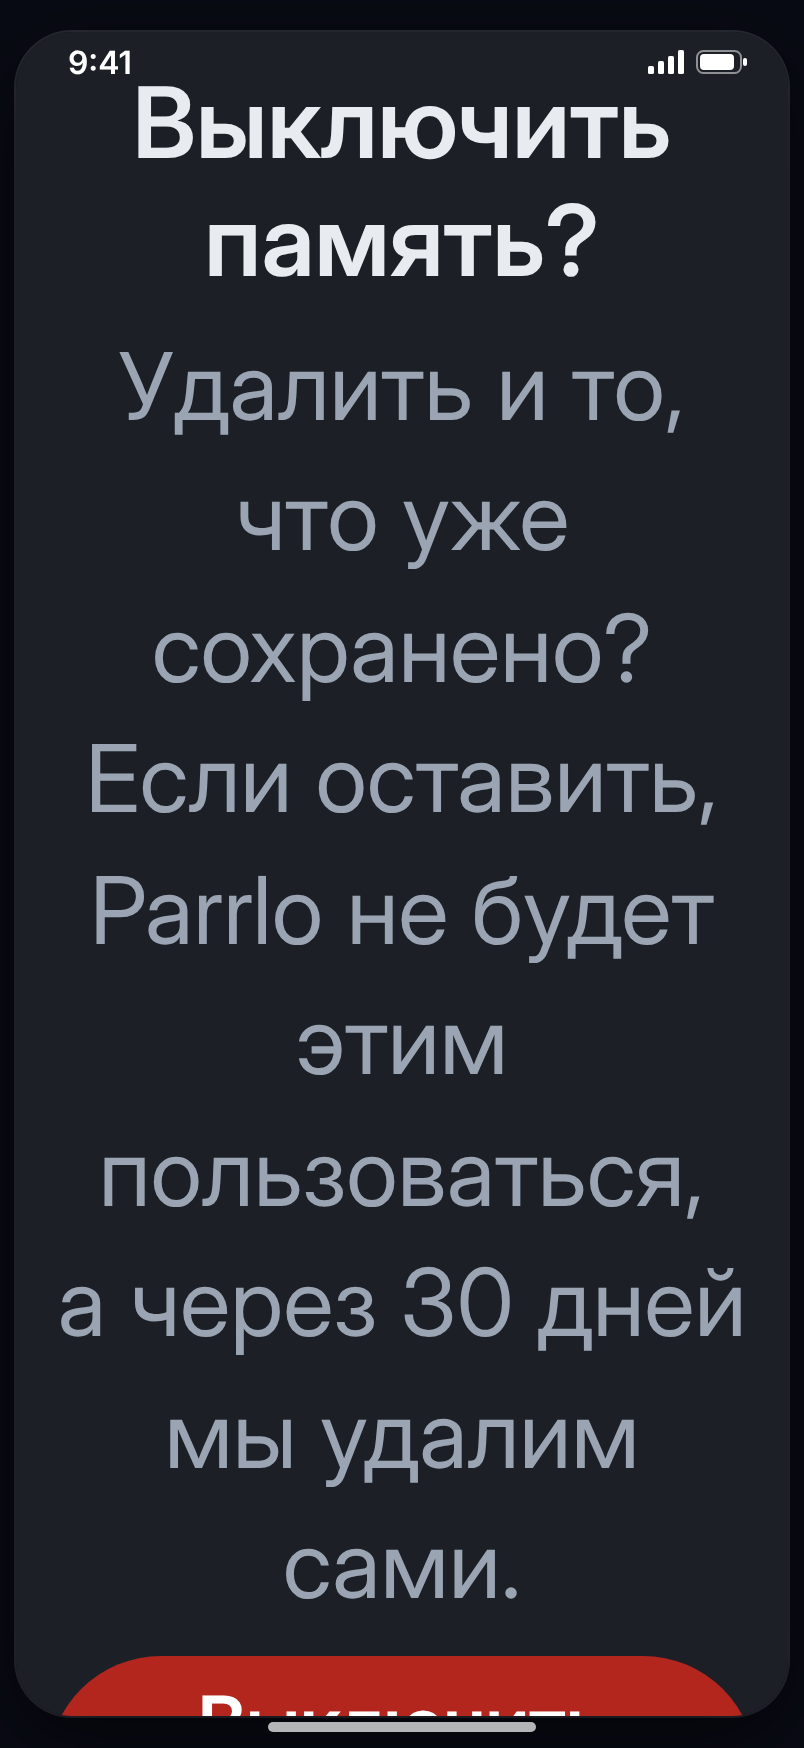 9:41
Выключить
память?
Удалить и то,
что уже
сохранено?
Если оставить,
Parrlo не будет
этим
пользоваться,
а через 30 дней
мы удалим
сами.
Выключить